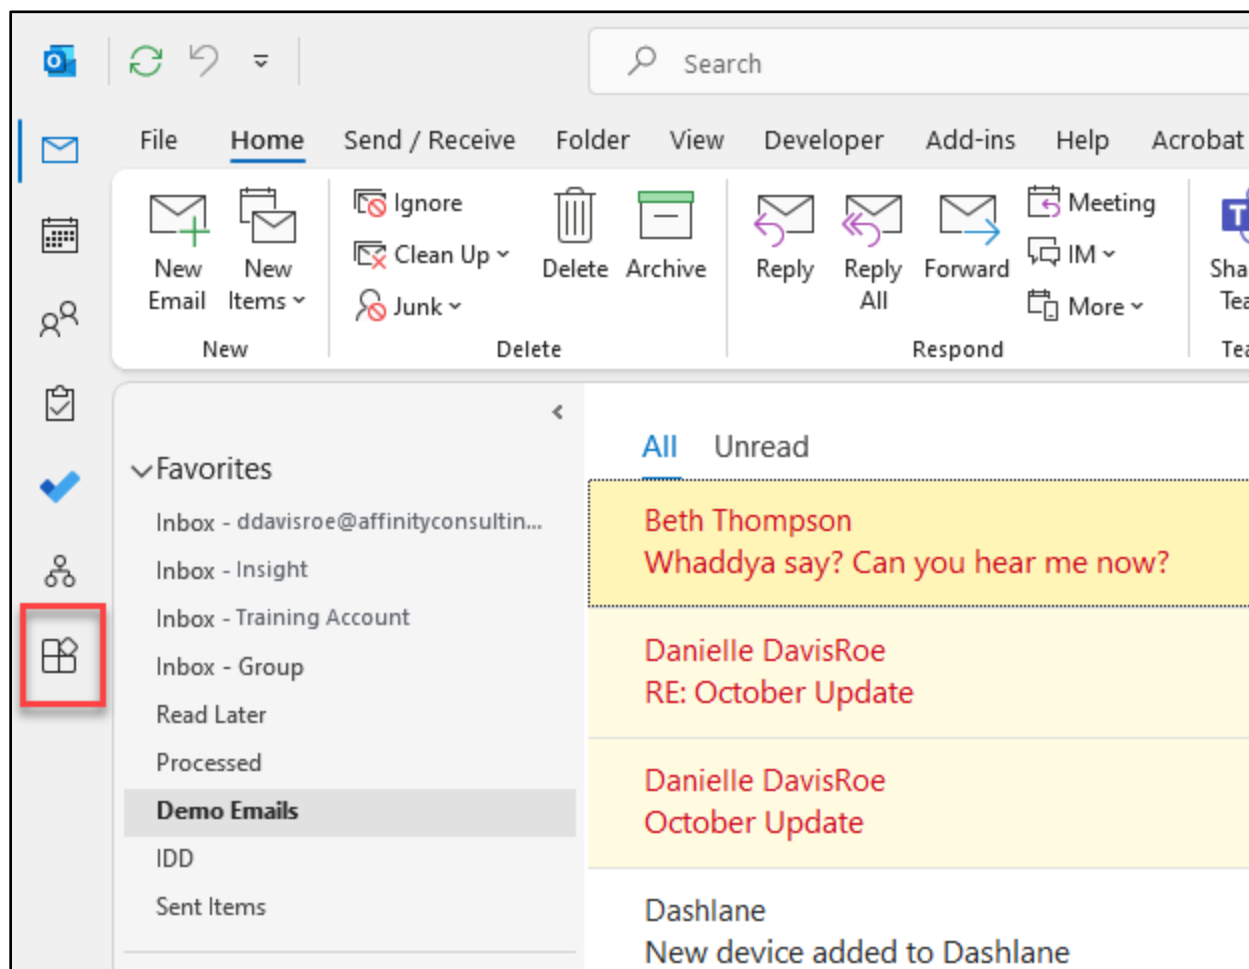 Search
File Home Send / Receive Folder View Developer Add-ins Help Acrobat
New Email
New Items
Ignore
Clean Up
Junk
Delete
Archive
Reply
Reply All
Forward
Meeting
IM
More
New
Delete
Respond
All Unread
Favorites
Inbox - ddavisroe@affinityconsultin...
Inbox - Insight
Inbox - Training Account
Inbox - Group
Read Later
Processed
Demo Emails
IDD
Sent Items
Beth Thompson
Whaddya say? Can you hear me now?
Danielle DavisRoe
RE: October Update
Danielle DavisRoe
October Update
Dashlane
New device added to Dashlane